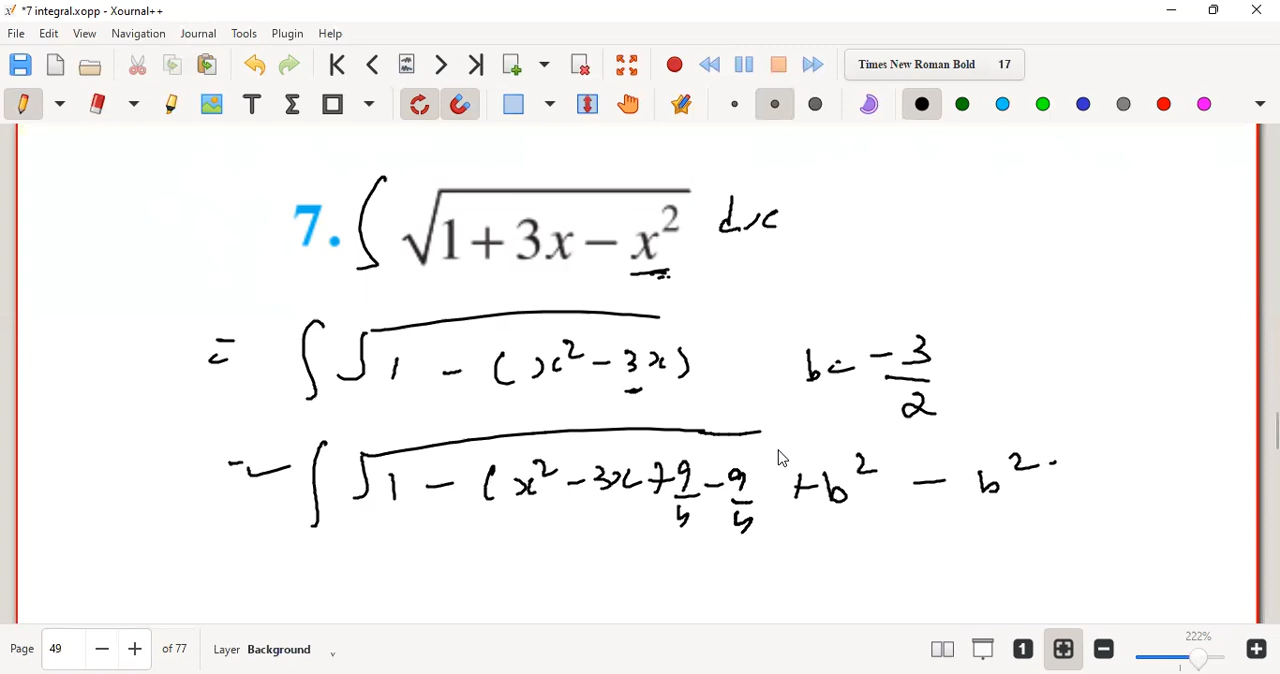 *7 integral.xopp - Xournal++
File Edit View Navigation Journal Tools Plugin Help
Times New Roman Bold 17
7. ∫ √(1 + 3x − x²) dx
= ∫ √(1 − (x² − 3x) b = −3/2
= ∫ √(1 − (x² − 3x + 9/4 − 9/4 + b² − b².
Page 49 of 77 Layer Background 222%